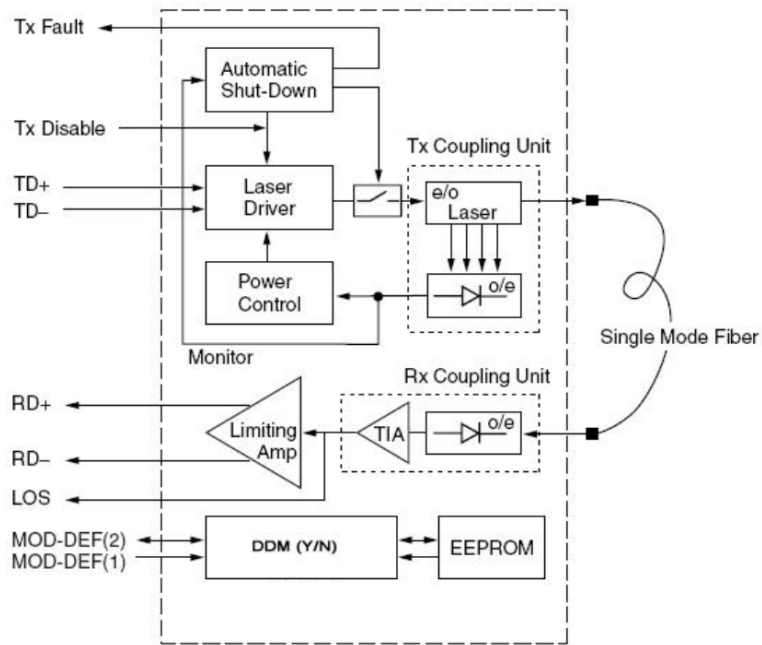 Tx Fault
Automatic
Shut-Down
Tx Disable
Tx Coupling Unit
TD+
TD–
Laser
Driver
e/o
Laser
Power
Control
o/e
Single Mode Fiber
Monitor
Rx Coupling Unit
RD+
RD–
Limiting
Amp
TIA
o/e
LOS
MOD-DEF(2)
MOD-DEF(1)
DDM (Y/N)
EEPROM